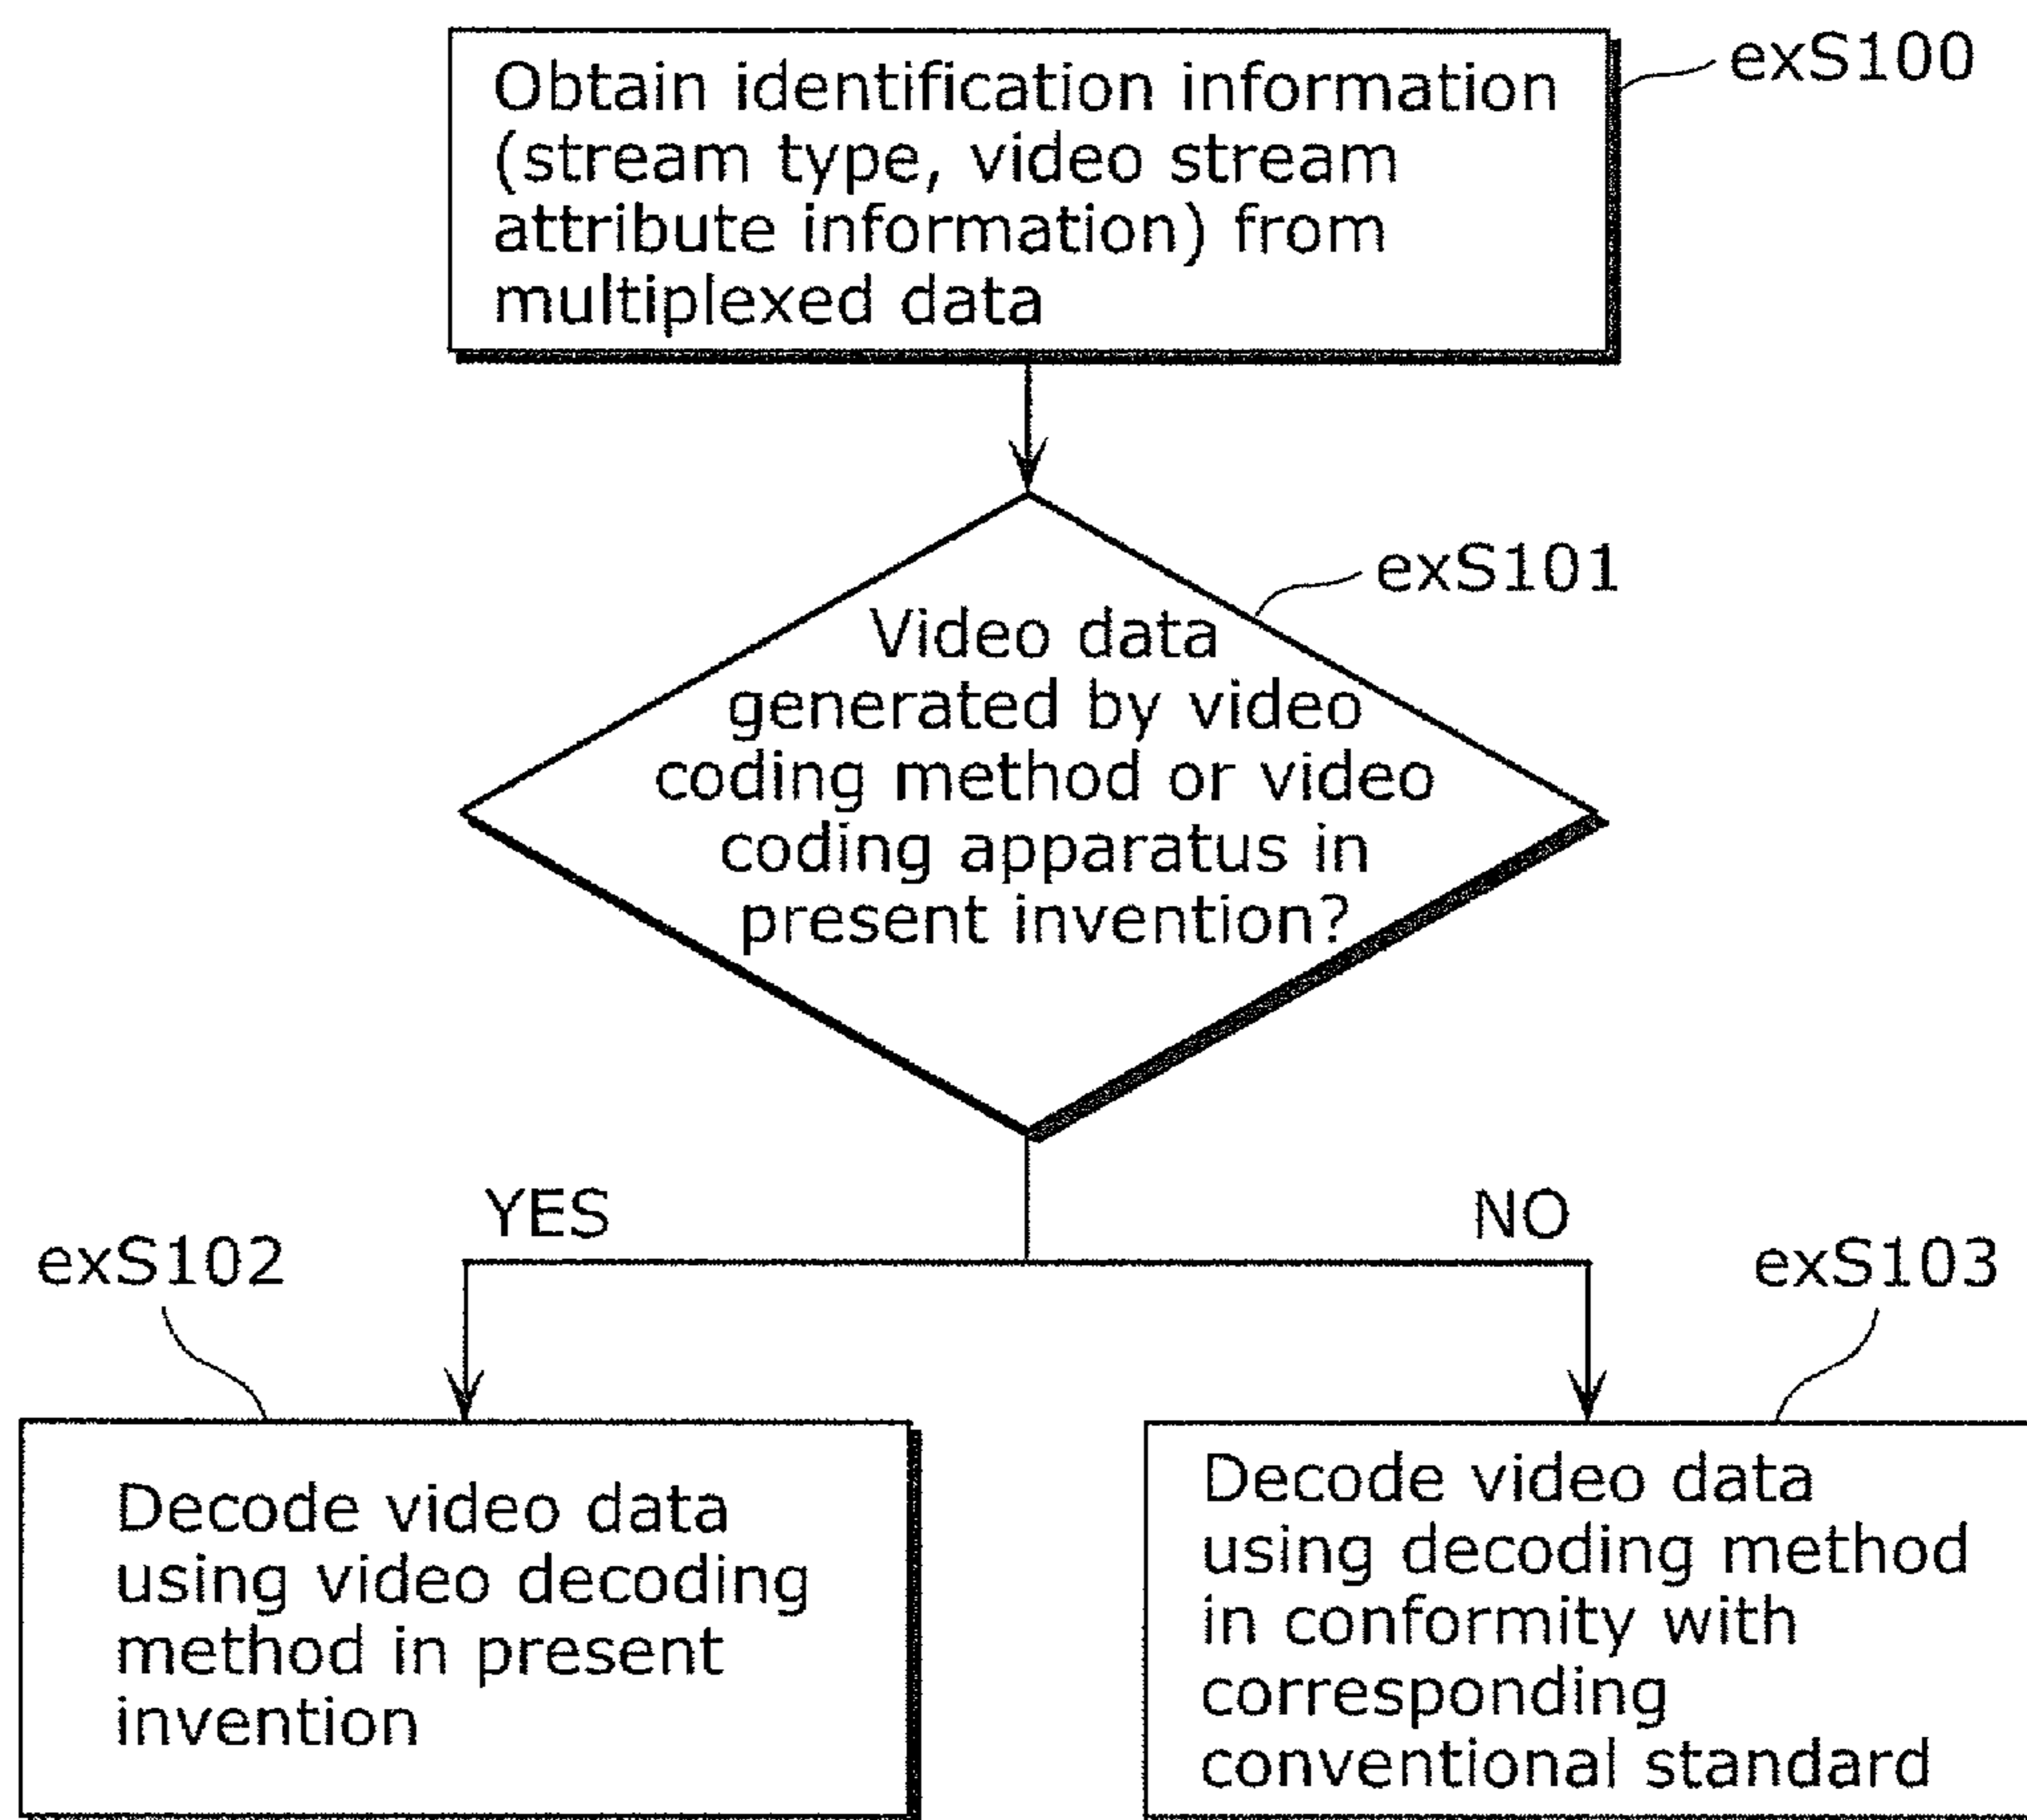 Obtain identification information
(stream type, video stream
attribute information) from
multiplexed data
exS100
exS101
Video data
generated by video
coding method or video
coding apparatus in
present invention?
YES
NO
exS102
exS103
Decode video data
using video decoding
method in present
invention
Decode video data
using decoding method
in conformity with
corresponding
conventional standard